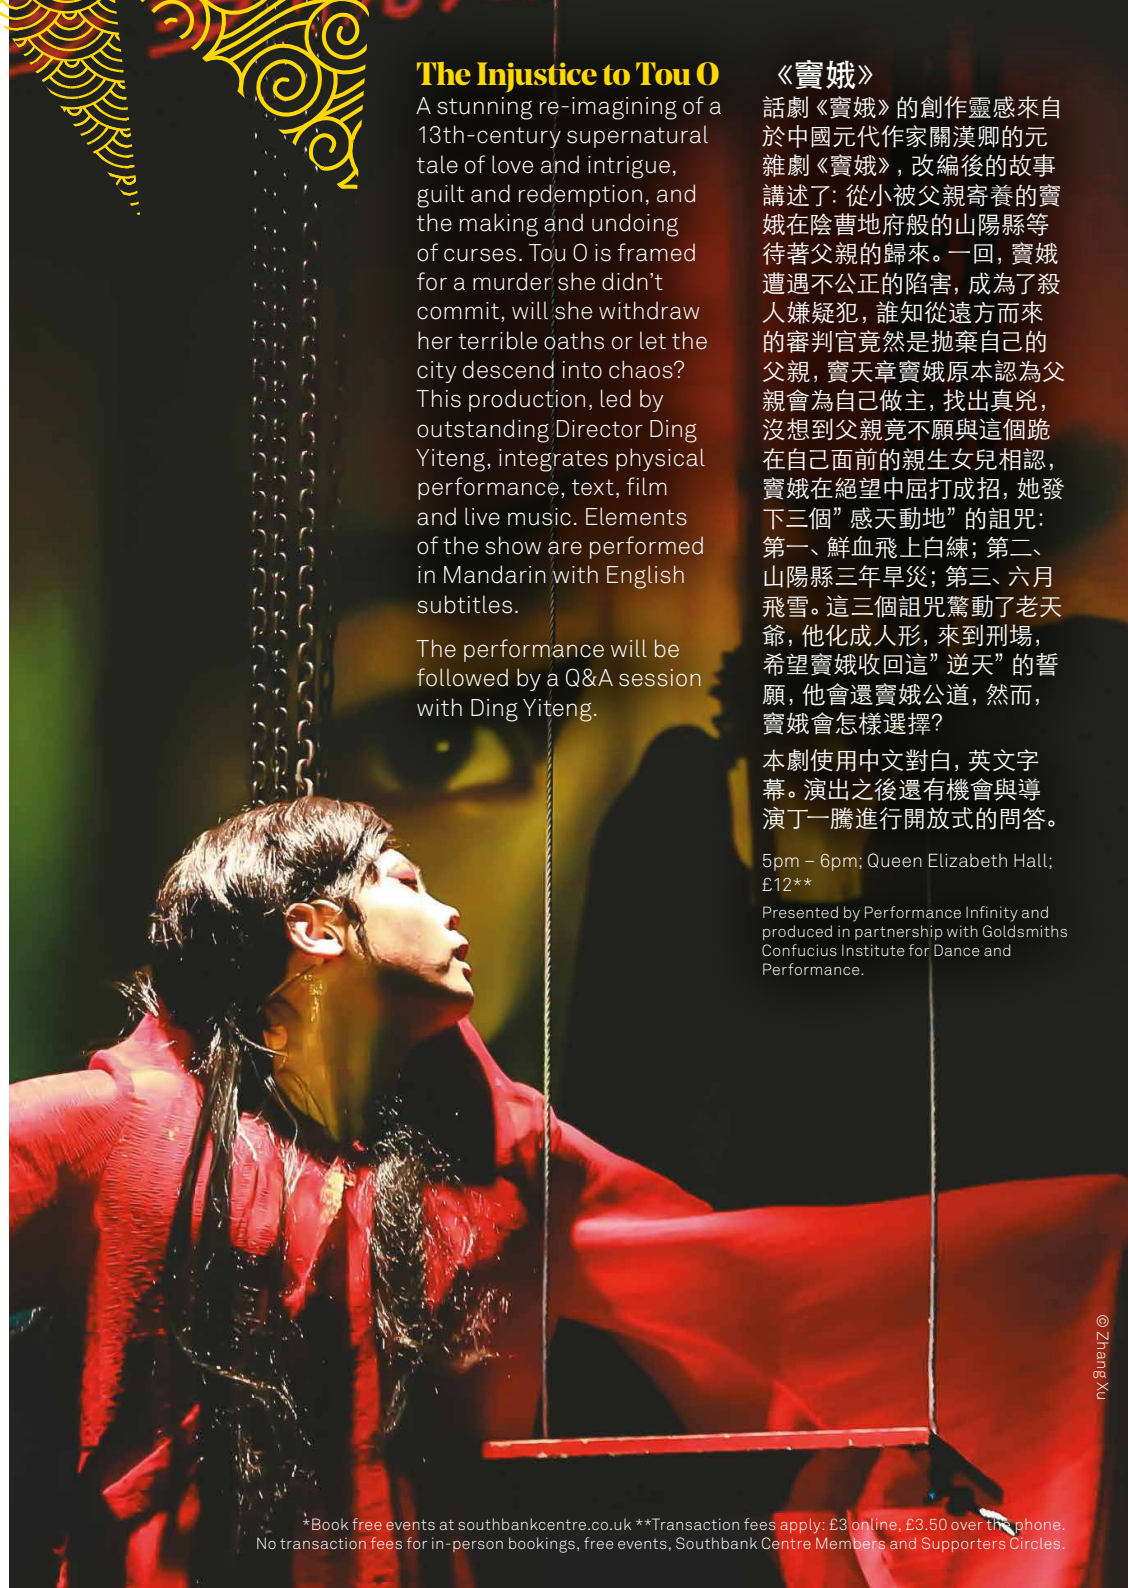 The Injustice to Tou O
A stunning re-imagining of a
13th-century supernatural
tale of love and intrigue,
guilt and redemption, and
the making and undoing
of curses. Tou O is framed
for a murder she didn’t
commit, will she withdraw
her terrible oaths or let the
city descend into chaos?
This production, led by
outstanding Director Ding
Yiteng, integrates physical
performance, text, film
and live music. Elements
of the show are performed
in Mandarin with English
subtitles.
The performance will be
followed by a Q&A session
with Ding Yiteng.
《竇娥》
話劇《竇娥》的創作靈感來自
於中國元代作家關漢卿的元
雜劇《竇娥》, 改編後的故事
講述了: 從小被父親寄養的竇
娥在陰曹地府般的山陽縣等
待著父親的歸來。一回, 竇娥
遭遇不公正的陷害, 成為了殺
人嫌疑犯, 誰知從遠方而來
的審判官竟然是拋棄自己的
父親, 竇天章竇娥原本認為父
親會為自己做主, 找出真兇,
沒想到父親竟不願與這個跪
在自己面前的親生女兒相認,
竇娥在絕望中屈打成招, 她發
下三個” 感天動地” 的詛咒:
第一、鮮血飛上白練; 第二、
山陽縣三年旱災; 第三、六月
飛雪。這三個詛咒驚動了老天
爺, 他化成人形, 來到刑場,
希望竇娥收回這” 逆天” 的誓
願, 他會還竇娥公道, 然而,
竇娥會怎樣選擇?
本劇使用中文對白, 英文字
幕。演出之後還有機會與導
演丁一騰進行開放式的問答。
5pm – 6pm; Queen Elizabeth Hall;
£12**
Presented by Performance Infinity and
produced in partnership with Goldsmiths
Confucius Institute for Dance and
Performance.
© Zhang Xu
*Book free events at southbankcentre.co.uk **Transaction fees apply: £3 online, £3.50 over the phone.
No transaction fees for in-person bookings, free events, Southbank Centre Members and Supporters Circles.